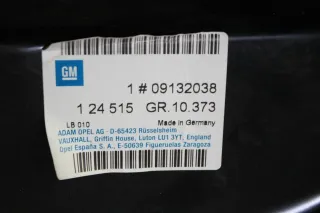 GM
1 # 09132038
1 24 515 GR.10.373
LB 010 Made in Germany
ADAM OPEL AG · D-65423 Rüsselsheim
VAUXHALL, Griffin House, Luton LU1 3YT, England
Opel España S. A., E-50639 Figueruelas Zaragoza